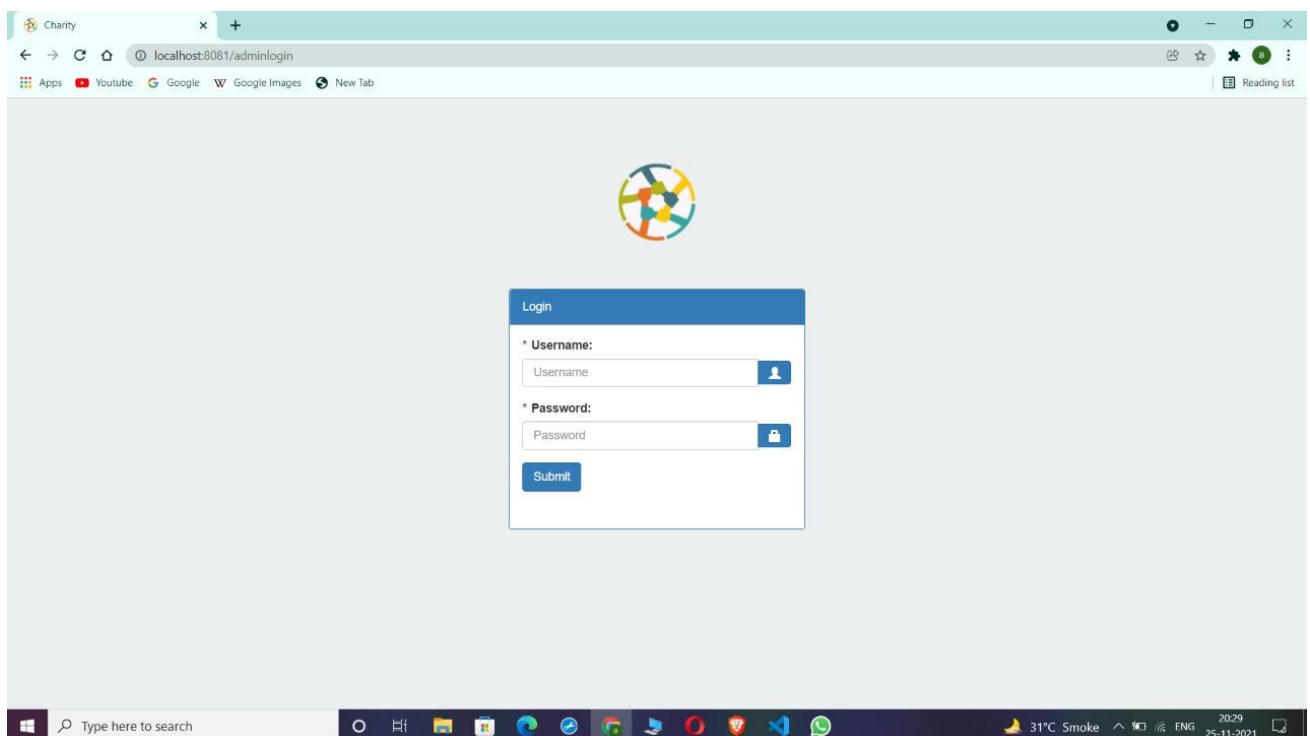 Charity
localhost:8081/adminlogin
a
Apps Youtube Google Google Images New Tab Reading list
Login
* Username:
Username
* Password:
Password
Submit
Type here to search 31°C Smoke ENG 20:29
25-11-2021